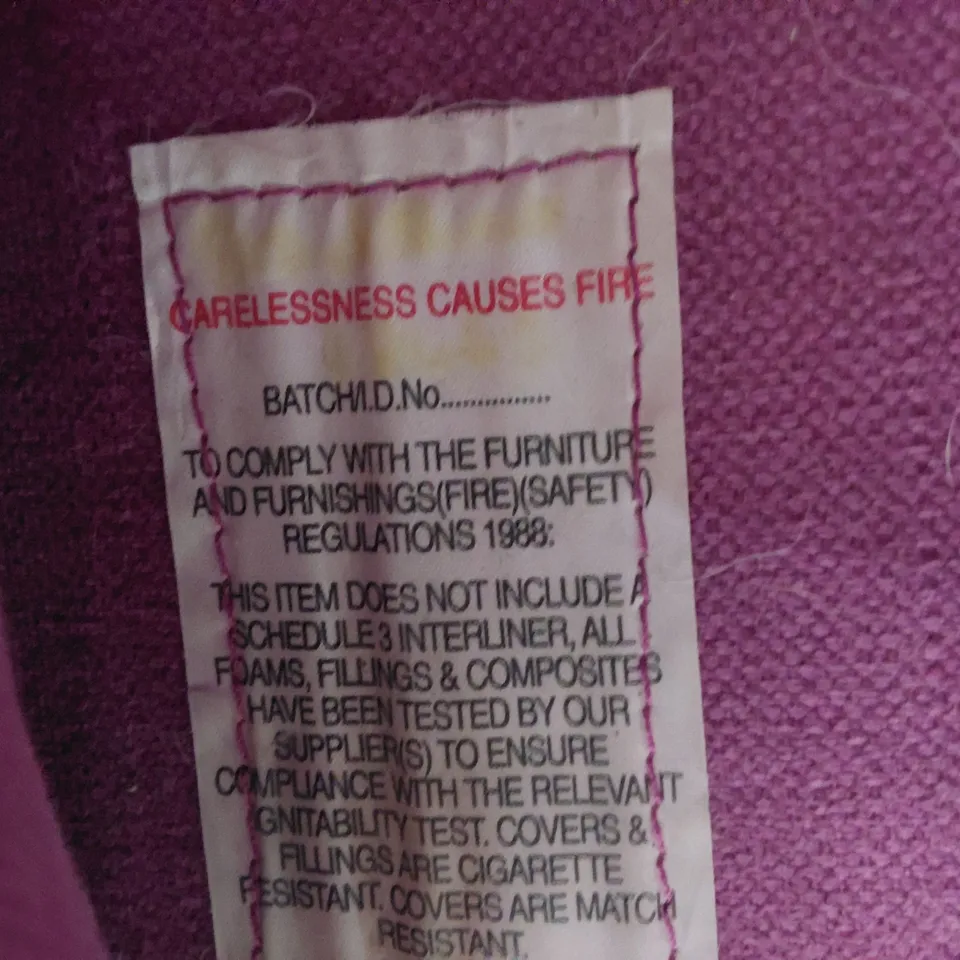 CARELESSNESS CAUSES FIRE
BATCH/I.D.No...............
TO COMPLY WITH THE FURNITURE
AND FURNISHINGS(FIRE)(SAFETY)
REGULATIONS 1988:
THIS ITEM DOES NOT INCLUDE A
SCHEDULE 3 INTERLINER, ALL
FOAMS, FILLINGS & COMPOSITES
HAVE BEEN TESTED BY OUR
SUPPLIER(S) TO ENSURE
COMPLIANCE WITH THE RELEVANT
IGNITABILITY TEST. COVERS &
FILLINGS ARE CIGARETTE
RESISTANT. COVERS ARE MATCH
RESISTANT.